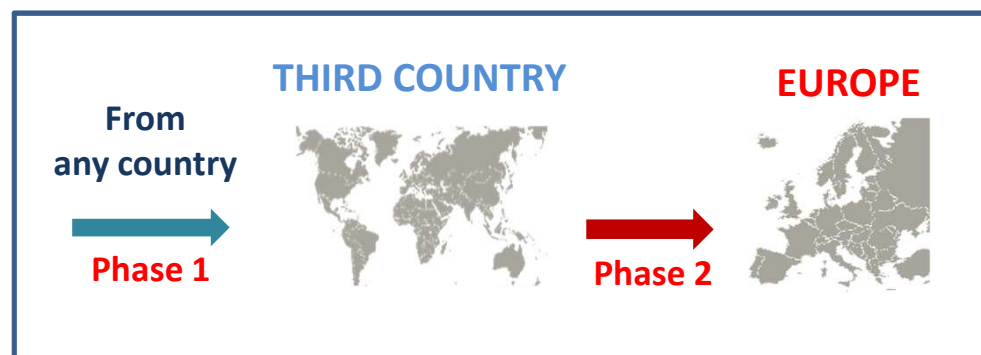 THIRD COUNTRY
EUROPE
From
any country
Phase 1
Phase 2